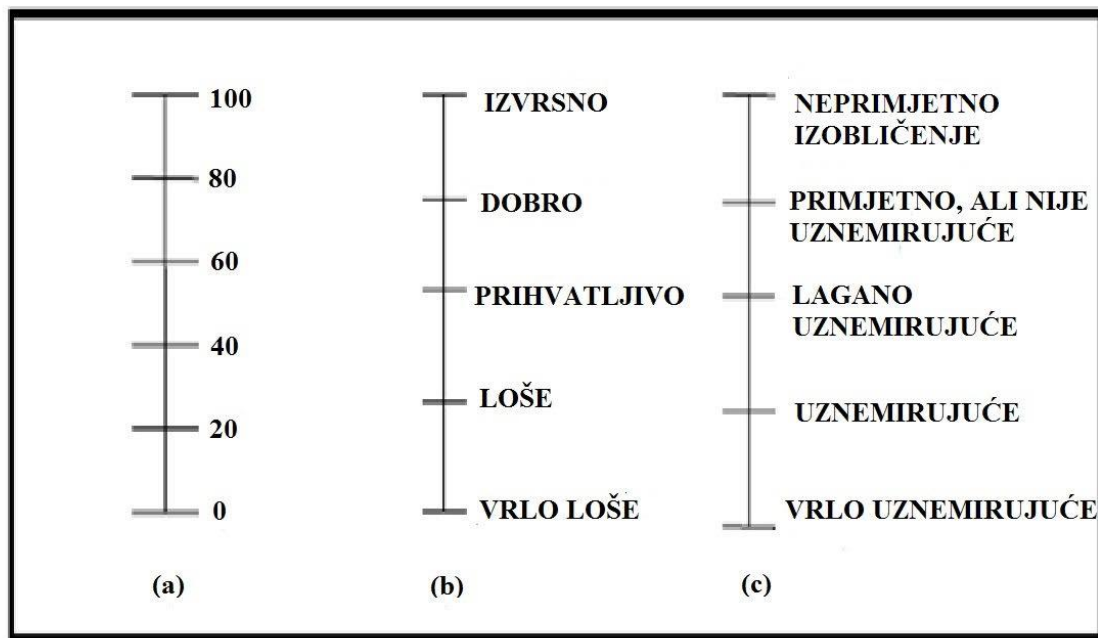 100
80
60
40
20
0
(a)
IZVRSNO
DOBRO
PRIHVATLJIVO
LOŠE
VRLO LOŠE
(b)
NEPRIMJETNO
IZOBLIČENJE
PRIMJETNO, ALI NIJE
UZNEMIRUJUĆE
LAGANO
UZNEMIRUJUĆE
UZNEMIRUJUĆE
VRLO UZNEMIRUJUĆE
(c)